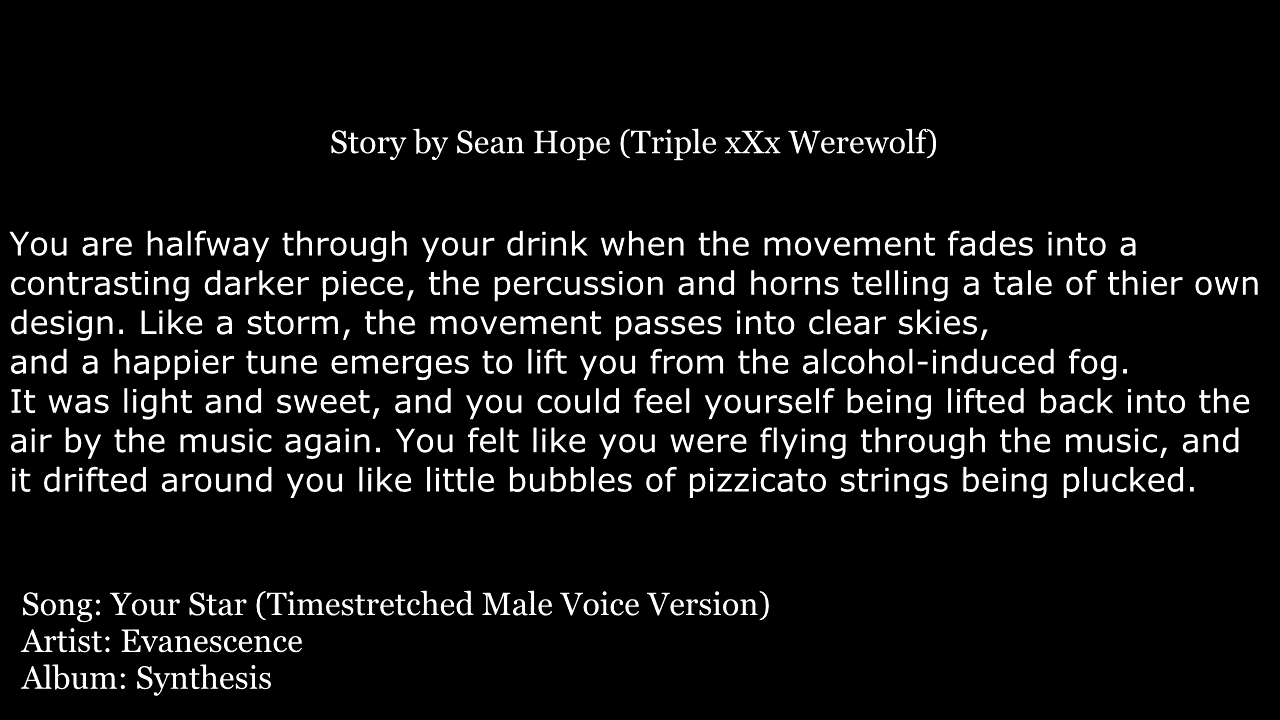 Story by Sean Hope (Triple xXx Werewolf)
You are halfway through your drink when the movement fades into a
contrasting darker piece, the percussion and horns telling a tale of thier own
design. Like a storm, the movement passes into clear skies,
and a happier tune emerges to lift you from the alcohol-induced fog.
It was light and sweet, and you could feel yourself being lifted back into the
air by the music again. You felt like you were flying through the music, and
it drifted around you like little bubbles of pizzicato strings being plucked.
Song: Your Star (Timestretched Male Voice Version)
Artist: Evanescence
Album: Synthesis